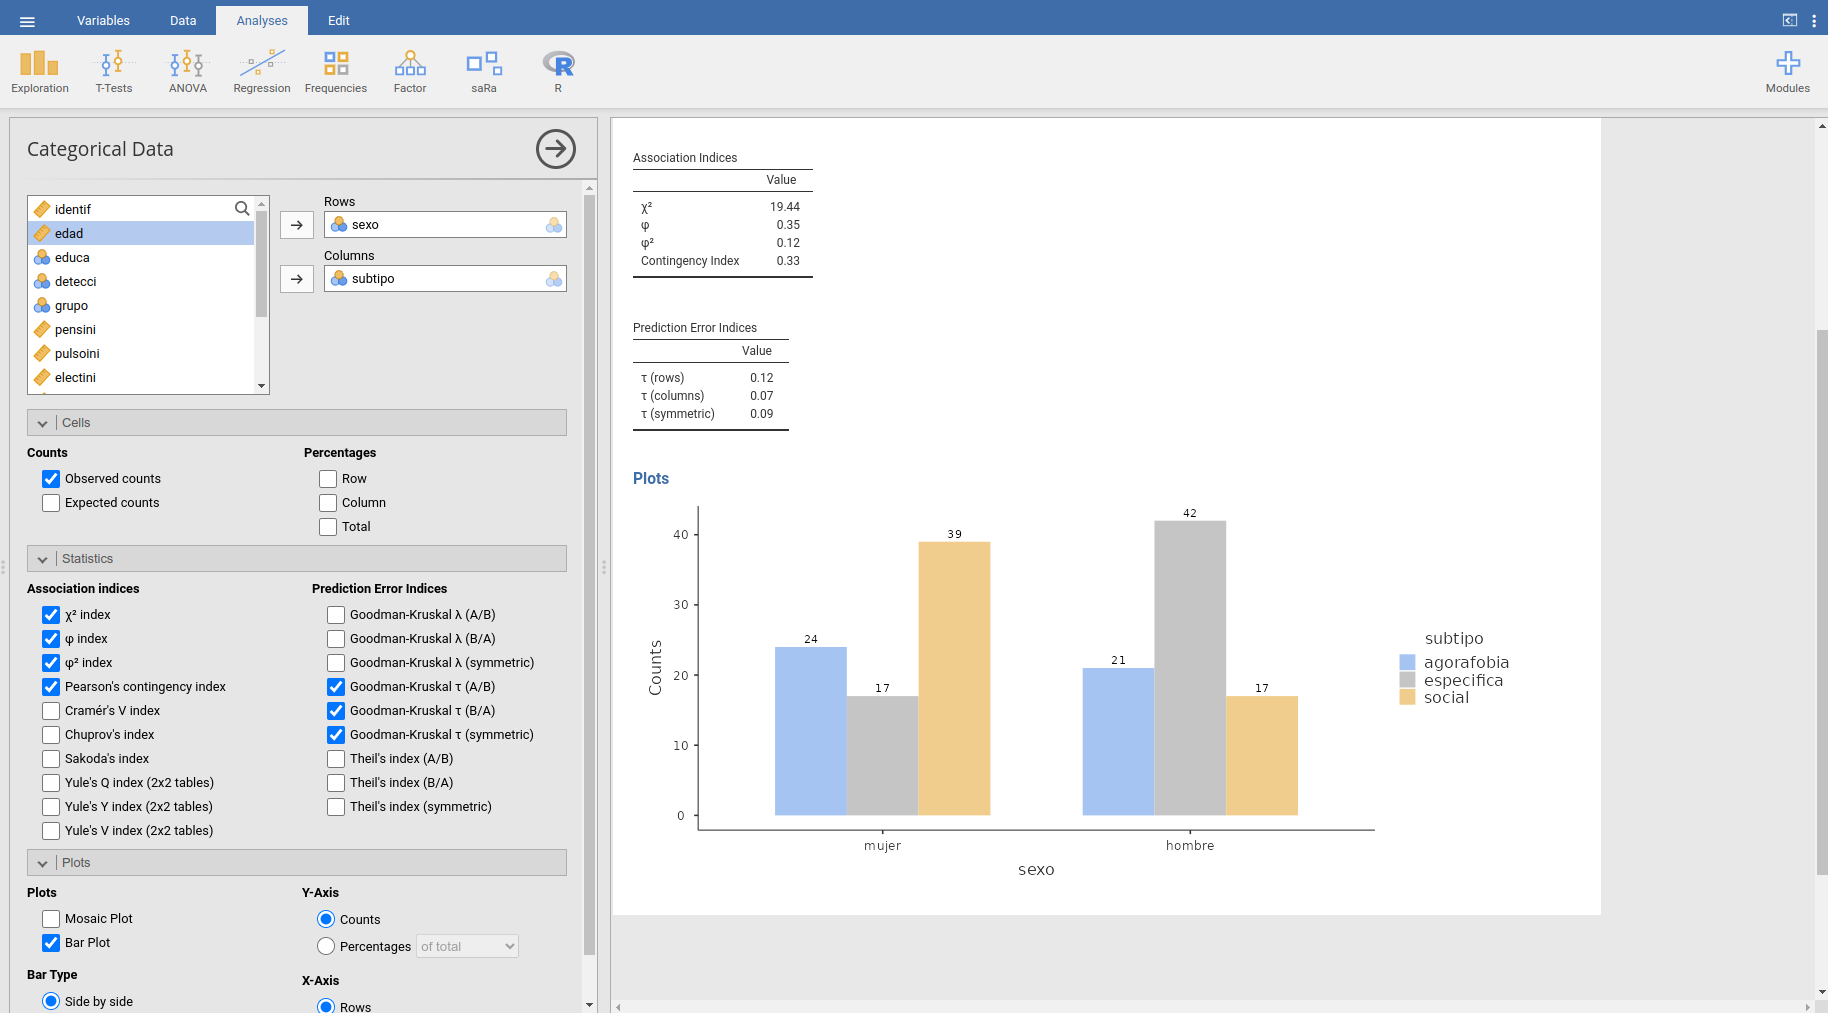 Variables Data Analyses Edit
Exploration T-Tests ANOVA Regression Frequencies Factor saRa R Modules
Categorical Data
identif
edad
educa
detecci
grupo
pensini
pulsoini
electini
Rows
sexo
Columns
subtipo
Cells
Counts
Observed counts
Expected counts
Percentages
Row
Column
Total
Statistics
Association indices
χ² index
φ index
φ² index
Pearson's contingency index
Cramér's V index
Chuprov's index
Sakoda's index
Yule's Q index (2x2 tables)
Yule's Y index (2x2 tables)
Yule's V index (2x2 tables)
Prediction Error Indices
Goodman-Kruskal λ (A/B)
Goodman-Kruskal λ (B/A)
Goodman-Kruskal λ (symmetric)
Goodman-Kruskal τ (A/B)
Goodman-Kruskal τ (B/A)
Goodman-Kruskal τ (symmetric)
Theil's index (A/B)
Theil's index (B/A)
Theil's index (symmetric)
Plots
Plots
Mosaic Plot
Bar Plot
Bar Type
Side by side
Y-Axis
Counts
Percentages of total
X-Axis
Rows
Association Indices
Value
χ² 19.44
φ 0.35
φ² 0.12
Contingency Index 0.33
Prediction Error Indices
Value
τ (rows) 0.12
τ (columns) 0.07
τ (symmetric) 0.09
Plots
Counts
40
30
20
10
0
24
17
39
21
42
17
mujer hombre
sexo
subtipo
agorafobia
especifica
social